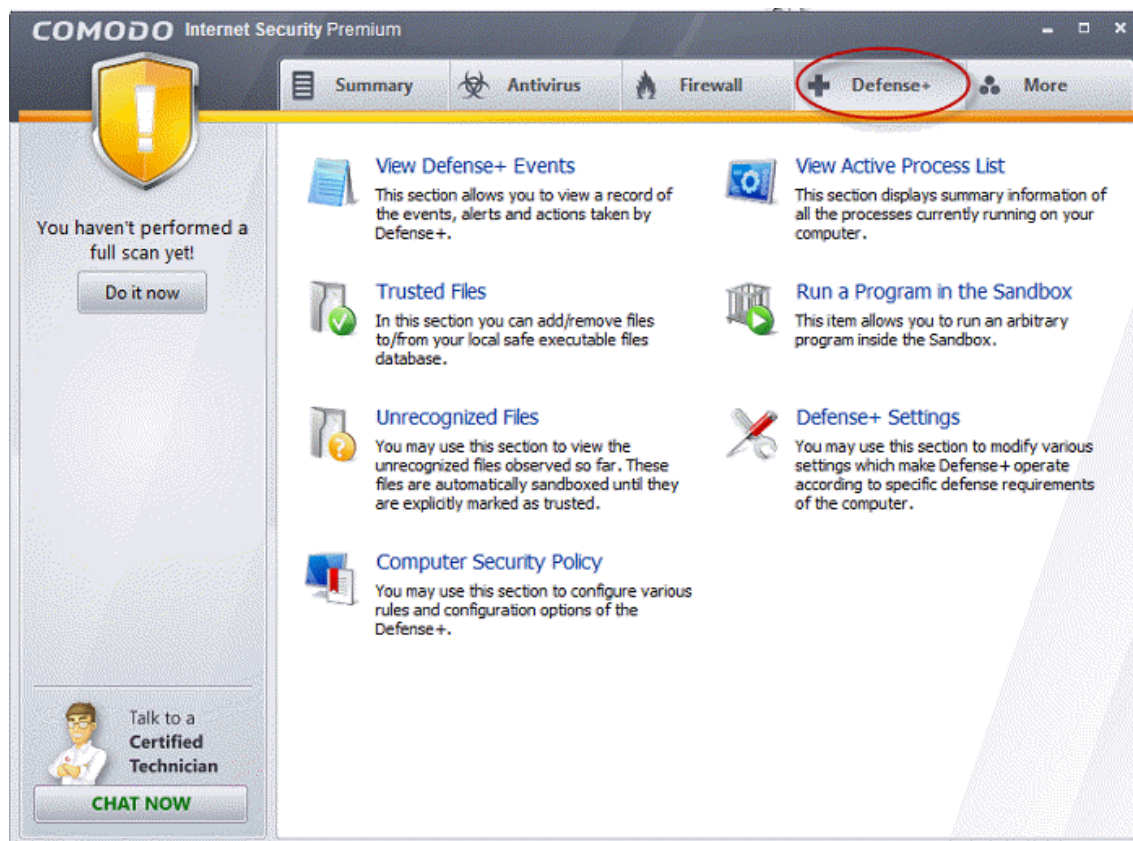 COMODO Internet Security Premium
Summary
Antivirus
Firewall
Defense+
More
You haven't performed a
full scan yet!
Do it now
View Defense+ Events
This section allows you to view a record of
the events, alerts and actions taken by
Defense+.
Trusted Files
In this section you can add/remove files
to/from your local safe executable files
database.
Unrecognized Files
You may use this section to view the
unrecognized files observed so far. These
files are automatically sandboxed until they
are explicitly marked as trusted.
Computer Security Policy
You may use this section to configure various
rules and configuration options of the
Defense+.
View Active Process List
This section displays summary information of
all the processes currently running on your
computer.
Run a Program in the Sandbox
This item allows you to run an arbitrary
program inside the Sandbox.
Defense+ Settings
You may use this section to modify various
settings which make Defense+ operate
according to specific defense requirements
of the computer.
Talk to a
Certified
Technician
CHAT NOW